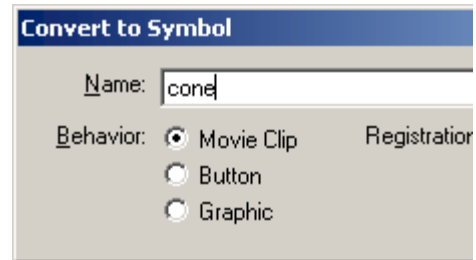 Convert to Symbol
Name: cone
Behavior: Movie Clip Registration
Button
Graphic